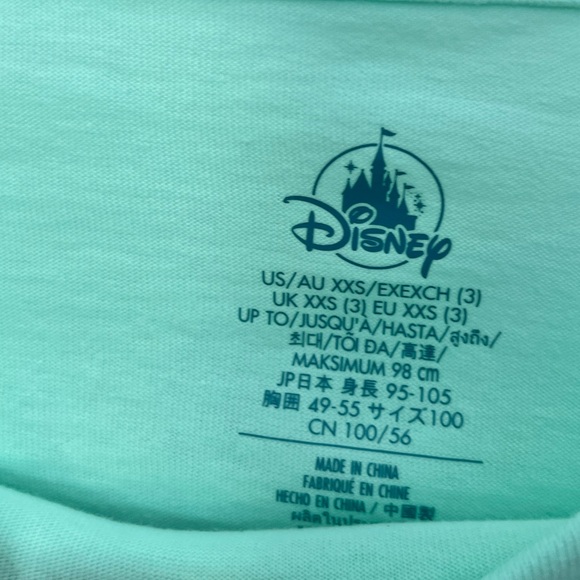 Disney
US/AU XXS/EXEXCH (3)
UK XXS (3) EU XXS (3)
UP TO/JUSQU'À/HASTA/สูงถึง/
최대/TỐI ĐA/高達/
MAKSIMUM 98 cm
JP日本 身長 95-105
胸囲 49-55 サイズ100
CN 100/56
MADE IN CHINA
FABRIQUÉ EN CHINE
HECHO EN CHINA / 中國製